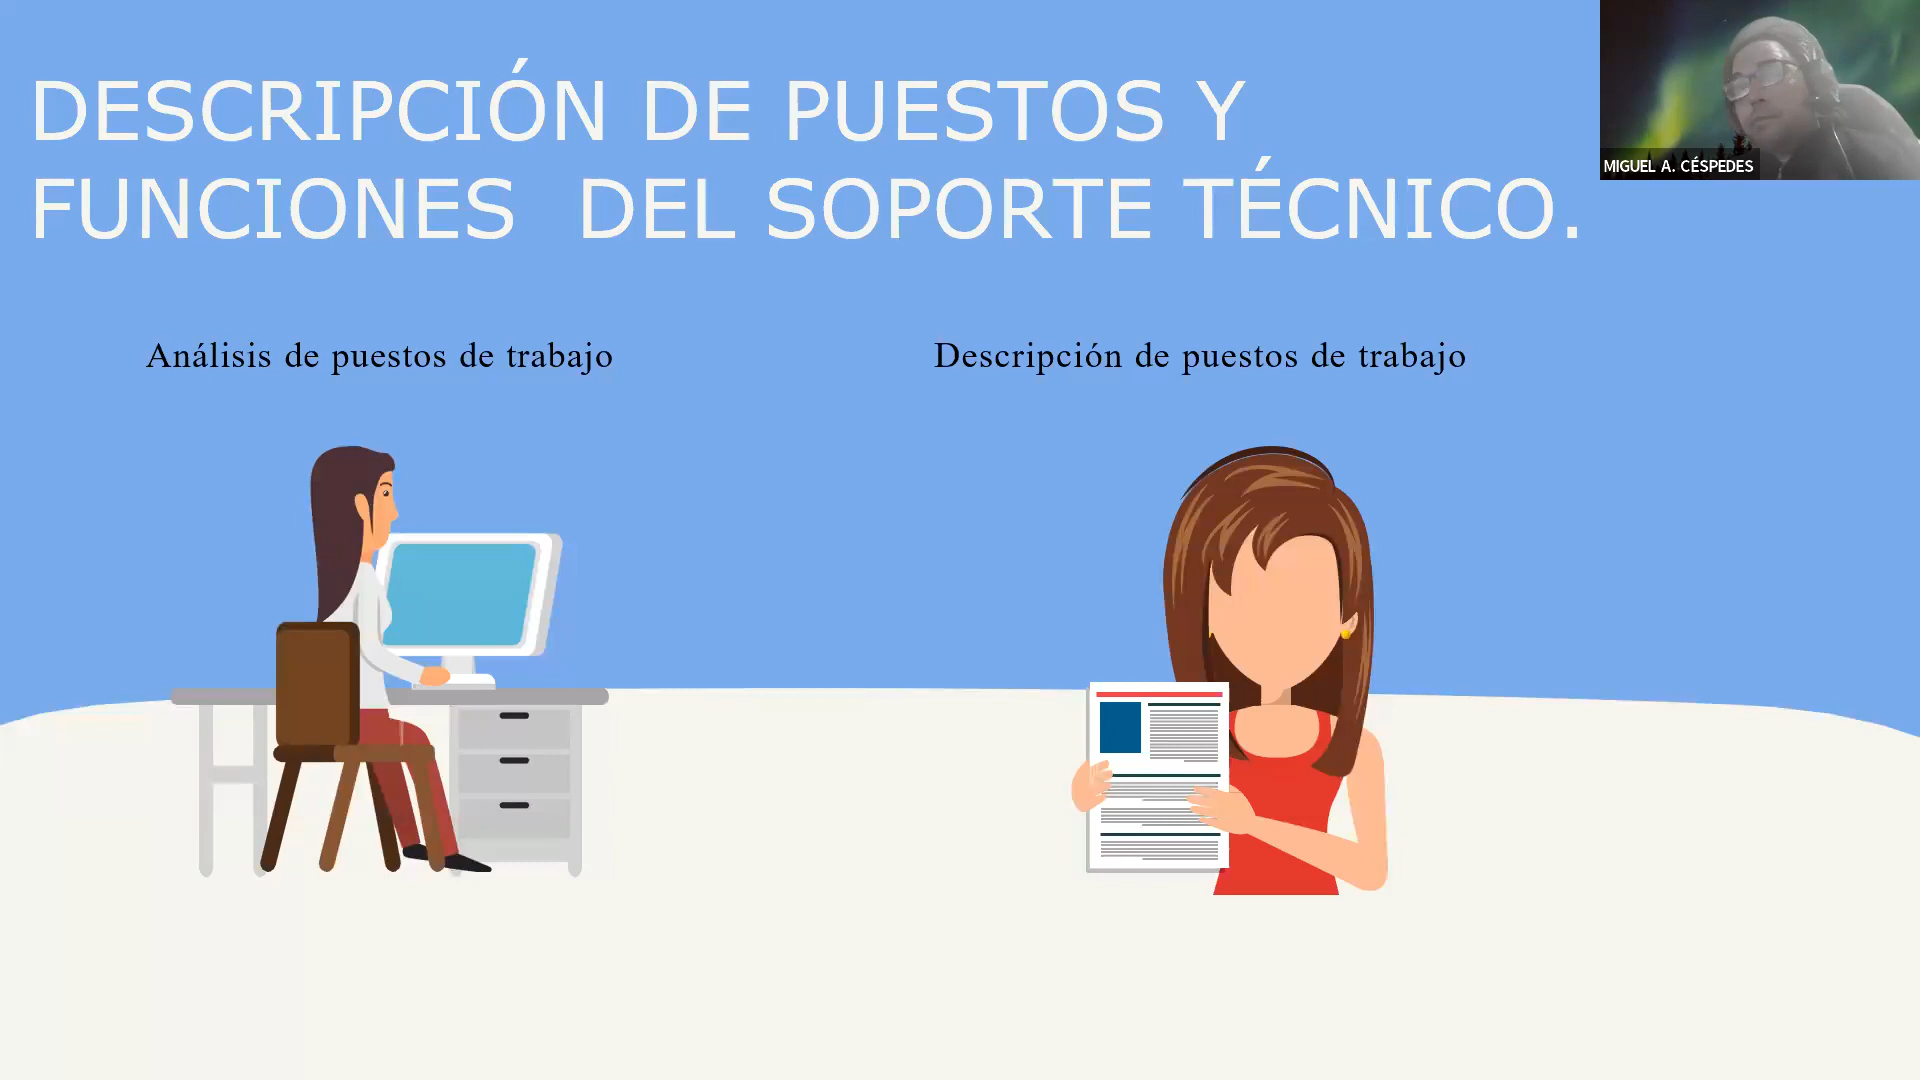 DESCRIPCIÓN DE PUESTOS Y
FUNCIONES DEL SOPORTE TÉCNICO.
MIGUEL A. CÉSPEDES
Análisis de puestos de trabajo
Descripción de puestos de trabajo